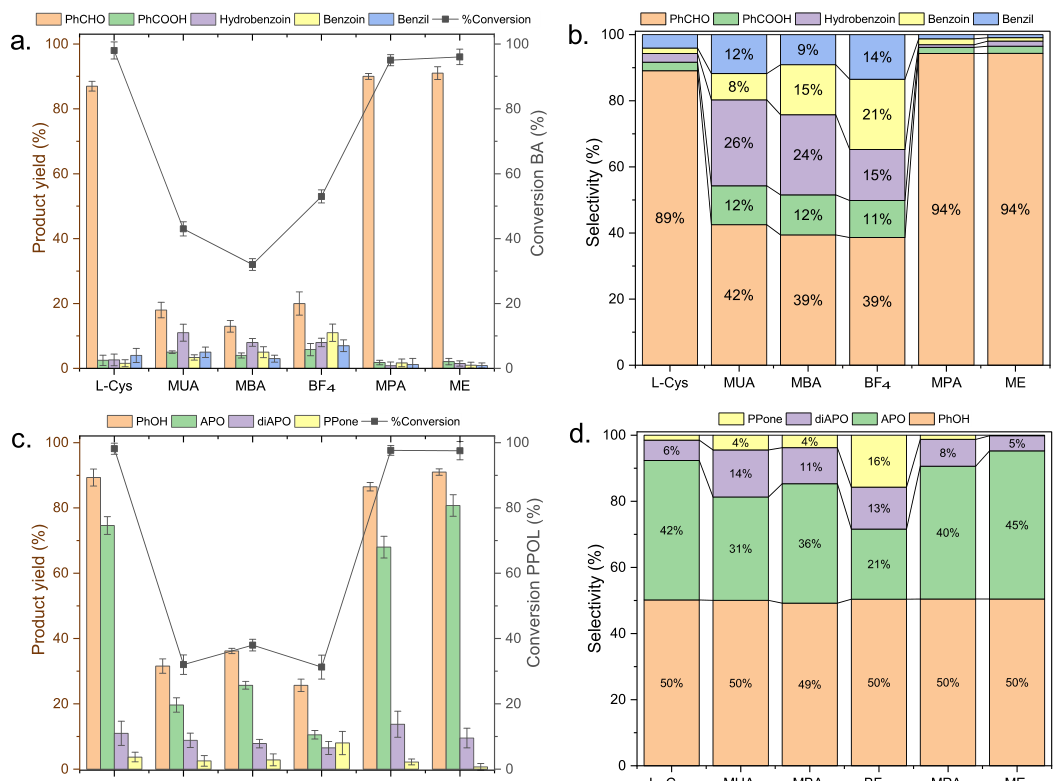 PhCHO PhCOOH Hydrobenzoin Benzoin Benzil %Conversion
a.
100
80
60
40
20
0
Product yield (%)
100
80
60
40
20
0
Conversion BA (%)
L-Cys MUA MBA BF₄ MPA ME
PhCHO PhCOOH Hydrobenzoin Benzoin Benzil
b.
100
80
60
40
20
0
Selectivity (%)
12% 9% 14%
8% 15% 21%
26% 24% 15%
12% 12% 11%
89% 42% 39% 39% 94% 94%
L-Cys MUA MBA BF₄ MPA ME
PhOH APO diAPO PPone %Conversion
c.
100
80
60
40
20
0
Product yield (%)
100
80
60
40
20
0
Conversion PPOL (%)
PPone diAPO APO PhOH
d.
100
80
60
40
20
0
Selectivity (%)
4% 4% 16%
6% 14% 11% 13% 8% 5%
42% 31% 36% 21% 40% 45%
50% 50% 49% 50% 50% 50%